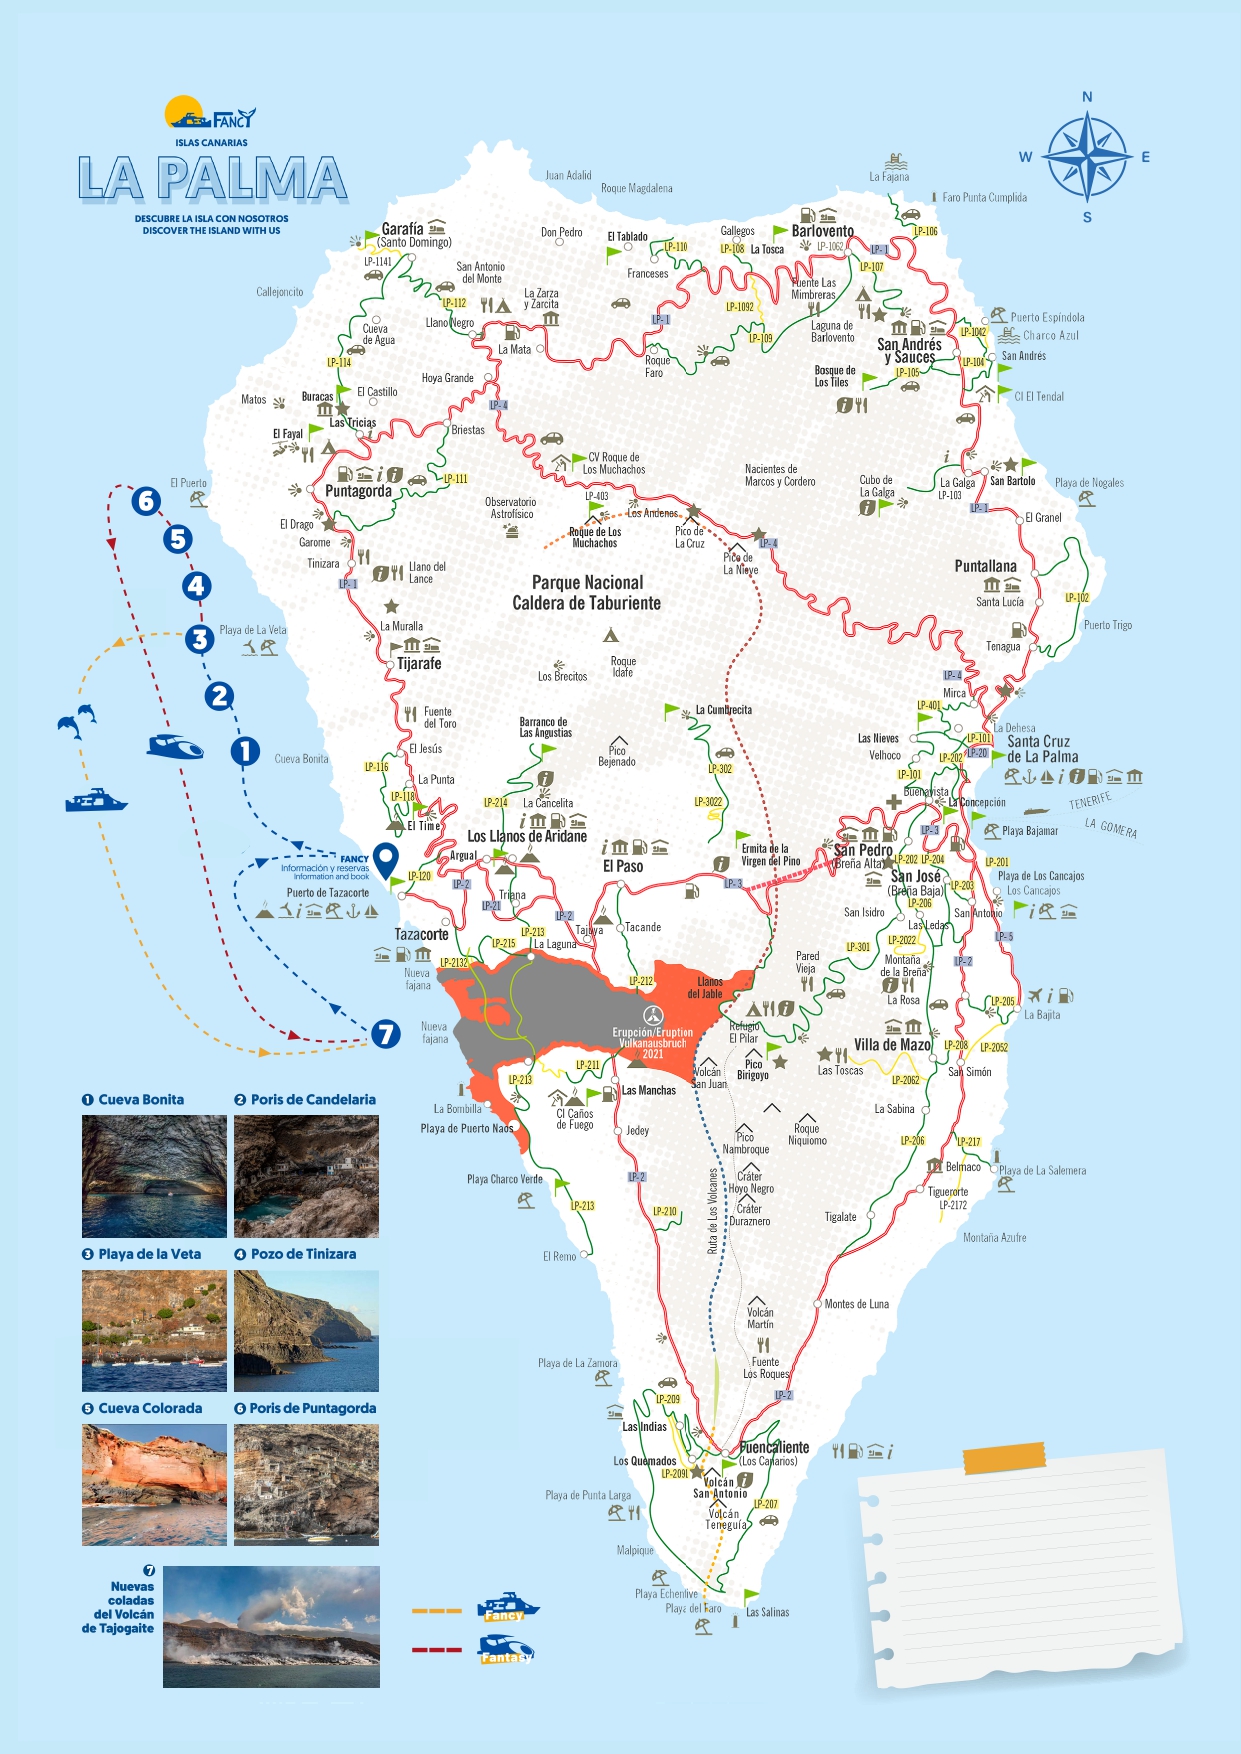 FANCY
ISLAS CANARIAS
LA PALMA
DESCUBRE LA ISLA CON NOSOTROS
DISCOVER THE ISLAND WITH US
N
W
E
S
Juan Adalid
Roque Magdalena
La Fajana
Faro Punta Cumplida
Garafía
(Santo Domingo)
LP-1141
Don Pedro
El Tablado
LP-110
Franceses
Gallegos
LP-108
La Tosca
Barlovento
LP-1062
LP-1
LP-106
LP-107
Callejoncito
San Antonio
del Monte
LP-112
La Zarza
y Zarcita
Llano Negro
La Mata
Cueva
de Agua
LP-114
LP-1
LP-1092
LP-109
Fuente Las
Mimbreras
Laguna de
Barlovento
Puerto Espíndola
Charco Azul
San Andrés
y Sauces
LP-1042
LP-104
San Andrés
CI El Tendal
Roque
Faro
Bosque de
Los Tiles
LP-105
Hoya Grande
LP-4
Matos
Buracas
El Castillo
Las Tricias
El Fayal
Briestas
CV Roque de
Los Muchachos
Nacientes de
Marcos y Cordero
Cubo de
La Galga
La Galga
LP-103
San Bartolo
Playa de Nogales
LP-1
El Granel
El Puerto
Puntagorda
LP-111
Observatorio
Astrofísico
LP-403
Los Andenes
Roque de Los
Muchachos
Pico de
La Cruz
Pico de
La Nieve
LP-4
El Drago
Garome
Tinizara
LP-1
Llano del
Lance
Parque Nacional
Caldera de Taburiente
Puntallana
Santa Lucía
LP-102
Puerto Trigo
Tenagua
6
5
4
3
2
1
Playa de La Veta
La Muralla
Tijarafe
Los Brecitos
Roque
Idafe
LP-4
Mirca
LP-401
Fuente
del Toro
Barranco de
Las Angustias
La Cumbrecita
Pico
Bejenado
LP-302
LP-3022
Las Nieves
Velhoco
La Dehesa
LP-101
LP-20
LP-202
LP-101
Santa Cruz
de La Palma
Cueva Bonita
El Jesús
LP-116
La Punta
LP-118
El Time
LP-214
La Cancelita
Los Llanos de Aridane
Buenavista
La Concepción
TENERIFE
LA GOMERA
Playa Bajamar
LP-3
FANCY
Información y reservas
Information and book
Puerto de Tazacorte
LP-120
Argual
LP-2
LP-21
Triana
El Paso
Ermita de la
Virgen del Pino
LP-3
San Pedro
(Breña Alta)
LP-202
LP-204
San José
(Breña Baja)
LP-203
LP-201
Playa de Los Cancajos
Los Cancajos
LP-206
San Isidro
Las Ledas
San Antonio
Tazacorte
LP-213
LP-215
La Laguna
LP-2
Tajuya
Tacande
LP-2132
LP-301
LP-2022
Montaña
de la Breña
LP-5
LP-2
Nueva
fajana
Nueva
fajana
LP-212
Llanos
del Jable
Pared
Vieja
La Rosa
LP-205
La Bajita
7
Erupción/Eruption
Vulkanausbruch
2021
Refugio
El Pilar
Villa de Mazo
LP-208
LP-2052
San Simón
LP-213
LP-211
Las Manchas
Volcán
San Juan
Pico
Birigoyo
Las Toscas
LP-2062
La Bombilla
Playa de Puerto Naos
CI Caños
de Fuego
Jedey
Pico
Nambroque
Roque
Niquiomo
La Sabina
LP-206
LP-217
Belmaco
Playa de La Salemera
Playa Charco Verde
LP-2
Cráter
Hoyo Negro
Cráter
Duraznero
Tigalate
Tiguerorte
LP-2172
LP-213
LP-210
Ruta de Los Volcanes
Montaña Azufre
El Remo
Volcán
Martín
Montes de Luna
Playa de La Zamora
Fuente
Los Roques
LP-2
LP-209
Las Indias
Fuencaliente
(Los Canarios)
Los Quemados
LP-2091
Volcán
San Antonio
Playa de Punta Larga
Volcán
Teneguía
LP-207
Malpique
Playa Echentive
Playa del Faro
Las Salinas
1 Cueva Bonita
2 Poris de Candelaria
3 Playa de la Veta
4 Pozo de Tinizara
5 Cueva Colorada
6 Poris de Puntagorda
7
Nuevas
coladas
del Volcán
de Tajogaite
Fancy
Fantasy